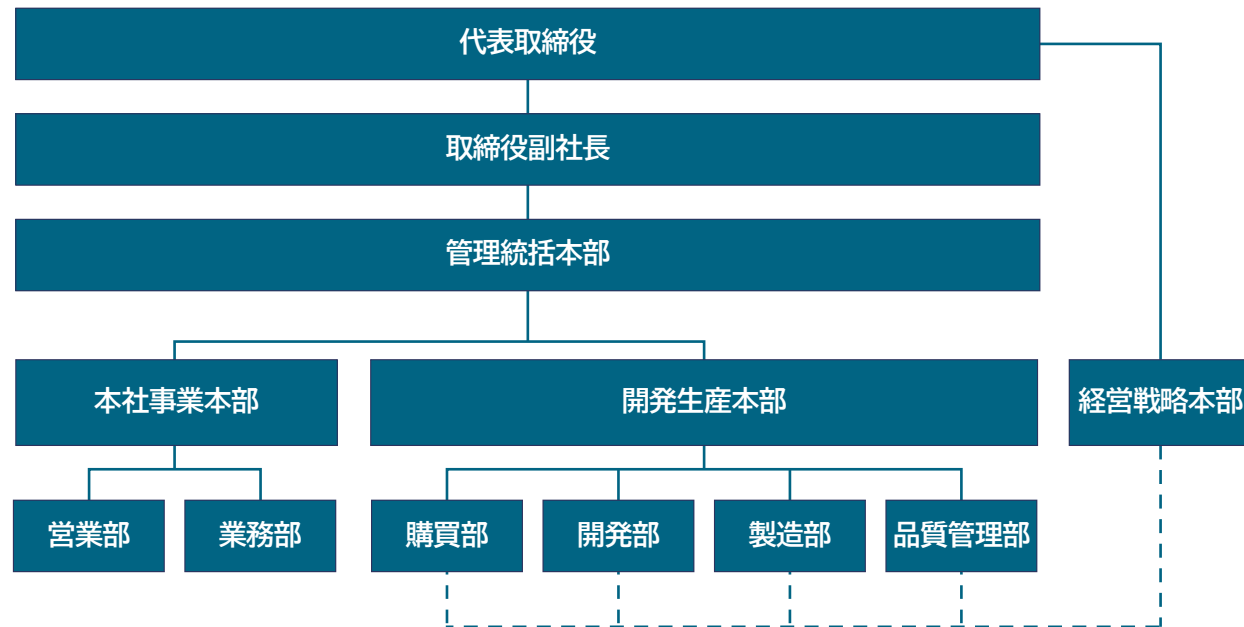 代表取締役
取締役副社長
管理統括本部
本社事業本部
開発生産本部
経営戦略本部
営業部
業務部
購買部
開発部
製造部
品質管理部